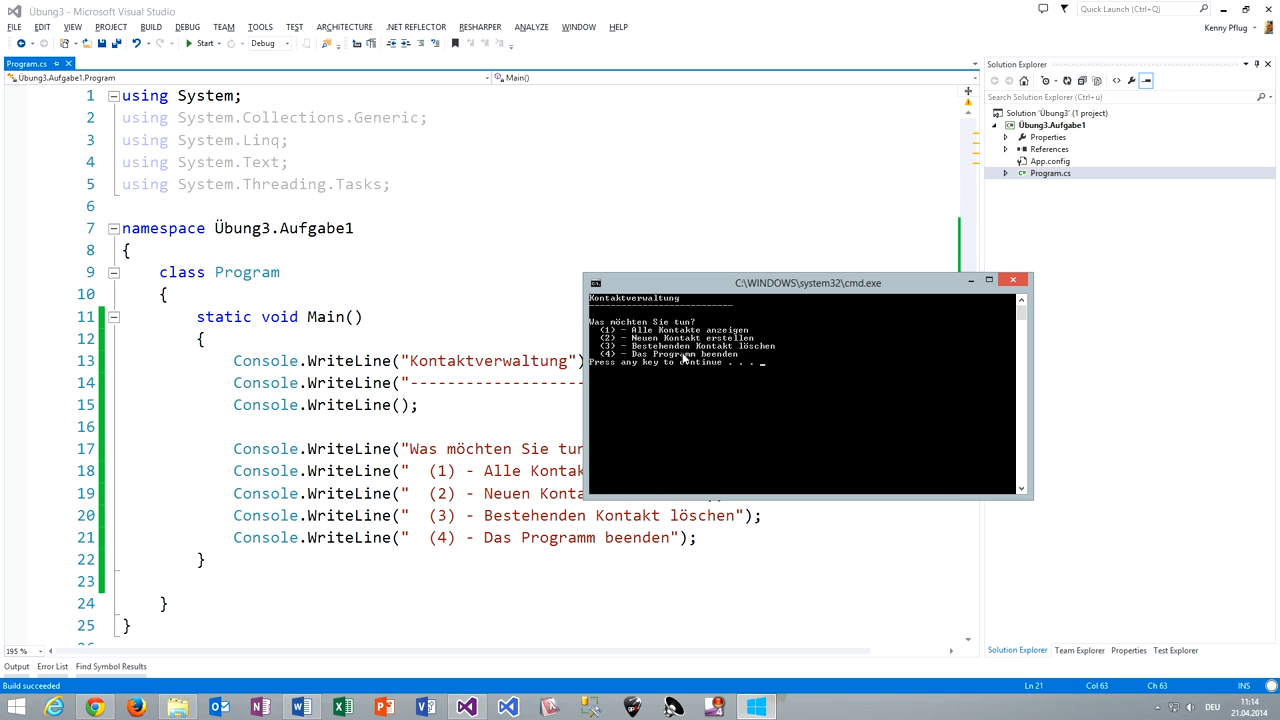 Übung3 - Microsoft Visual Studio
Quick Launch (Ctrl+Q)
FILE EDIT VIEW PROJECT BUILD DEBUG TEAM TOOLS TEST ARCHITECTURE .NET REFLECTOR RESHARPER ANALYZE WINDOW HELP
Kenny Pflug
Start Debug
Program.cs
Übung3.Aufgabe1.Program
Main()
1 using System;
2 using System.Collections.Generic;
3 using System.Linq;
4 using System.Text;
5 using System.Threading.Tasks;
6
7 namespace Übung3.Aufgabe1
8 {
9 class Program
10 {
11 static void Main()
12 {
13 Console.WriteLine("Kontaktverwaltung")
14 Console.WriteLine("-------------------
15 Console.WriteLine();
16
17 Console.WriteLine("Was möchten Sie tun
18 Console.WriteLine("  (1) - Alle Kontak
19 Console.WriteLine("  (2) - Neuen Konta
20 Console.WriteLine("  (3) - Bestehenden Kontakt löschen");
21 Console.WriteLine("  (4) - Das Programm beenden");
22 }
23
24 }
25 }
C:\WINDOWS\system32\cmd.exe
Kontaktverwaltung
---------------------------
Was möchten Sie tun?
(1) - Alle Kontakte anzeigen
(2) - Neuen Kontakt erstellen
(3) - Bestehenden Kontakt löschen
(4) - Das Programm beenden
Press any key to continue . . . _
Solution Explorer
Search Solution Explorer (Ctrl+ü)
Solution 'Übung3' (1 project)
Übung3.Aufgabe1
Properties
References
App.config
Program.cs
195 %
Solution Explorer Team Explorer Properties Test Explorer
Output Error List Find Symbol Results
Build succeeded
Ln 21 Col 63 Ch 63 INS
DEU
11:14
21.04.2014